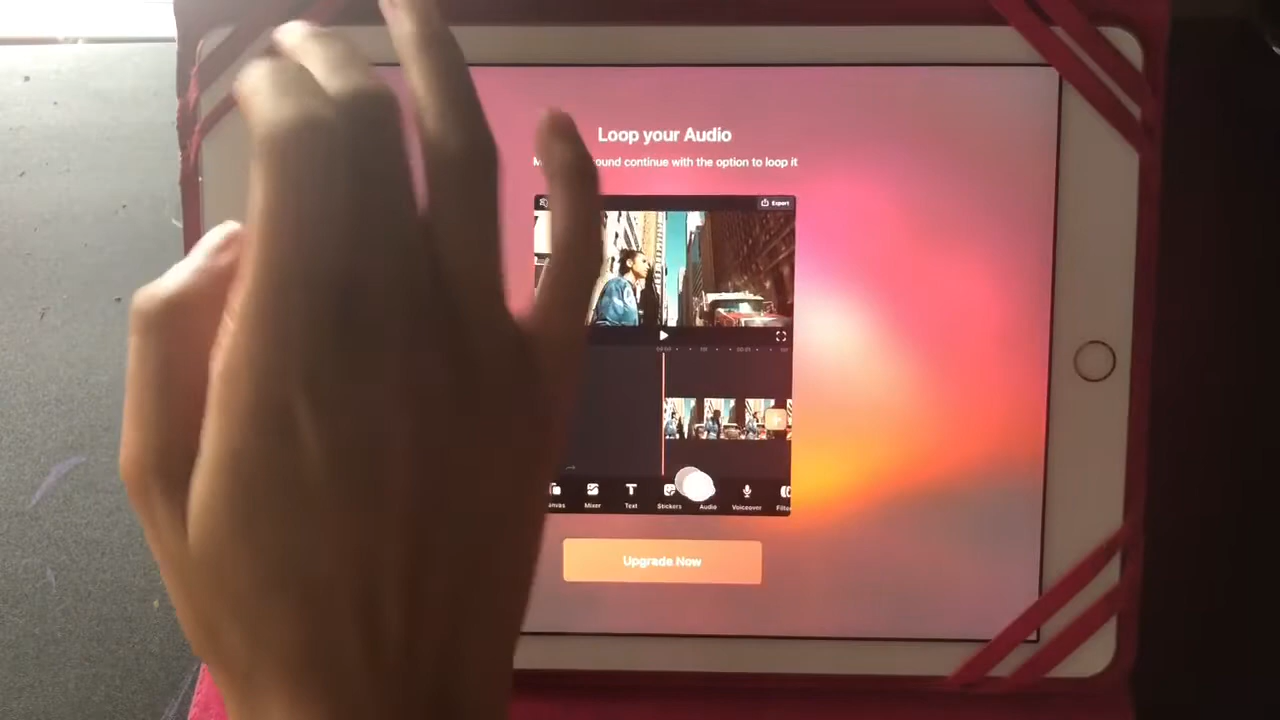 Loop your Audio
ound continue with the option to loop it
Export
Mixer
Text
Stickers
Audio
Voiceover
Upgrade Now